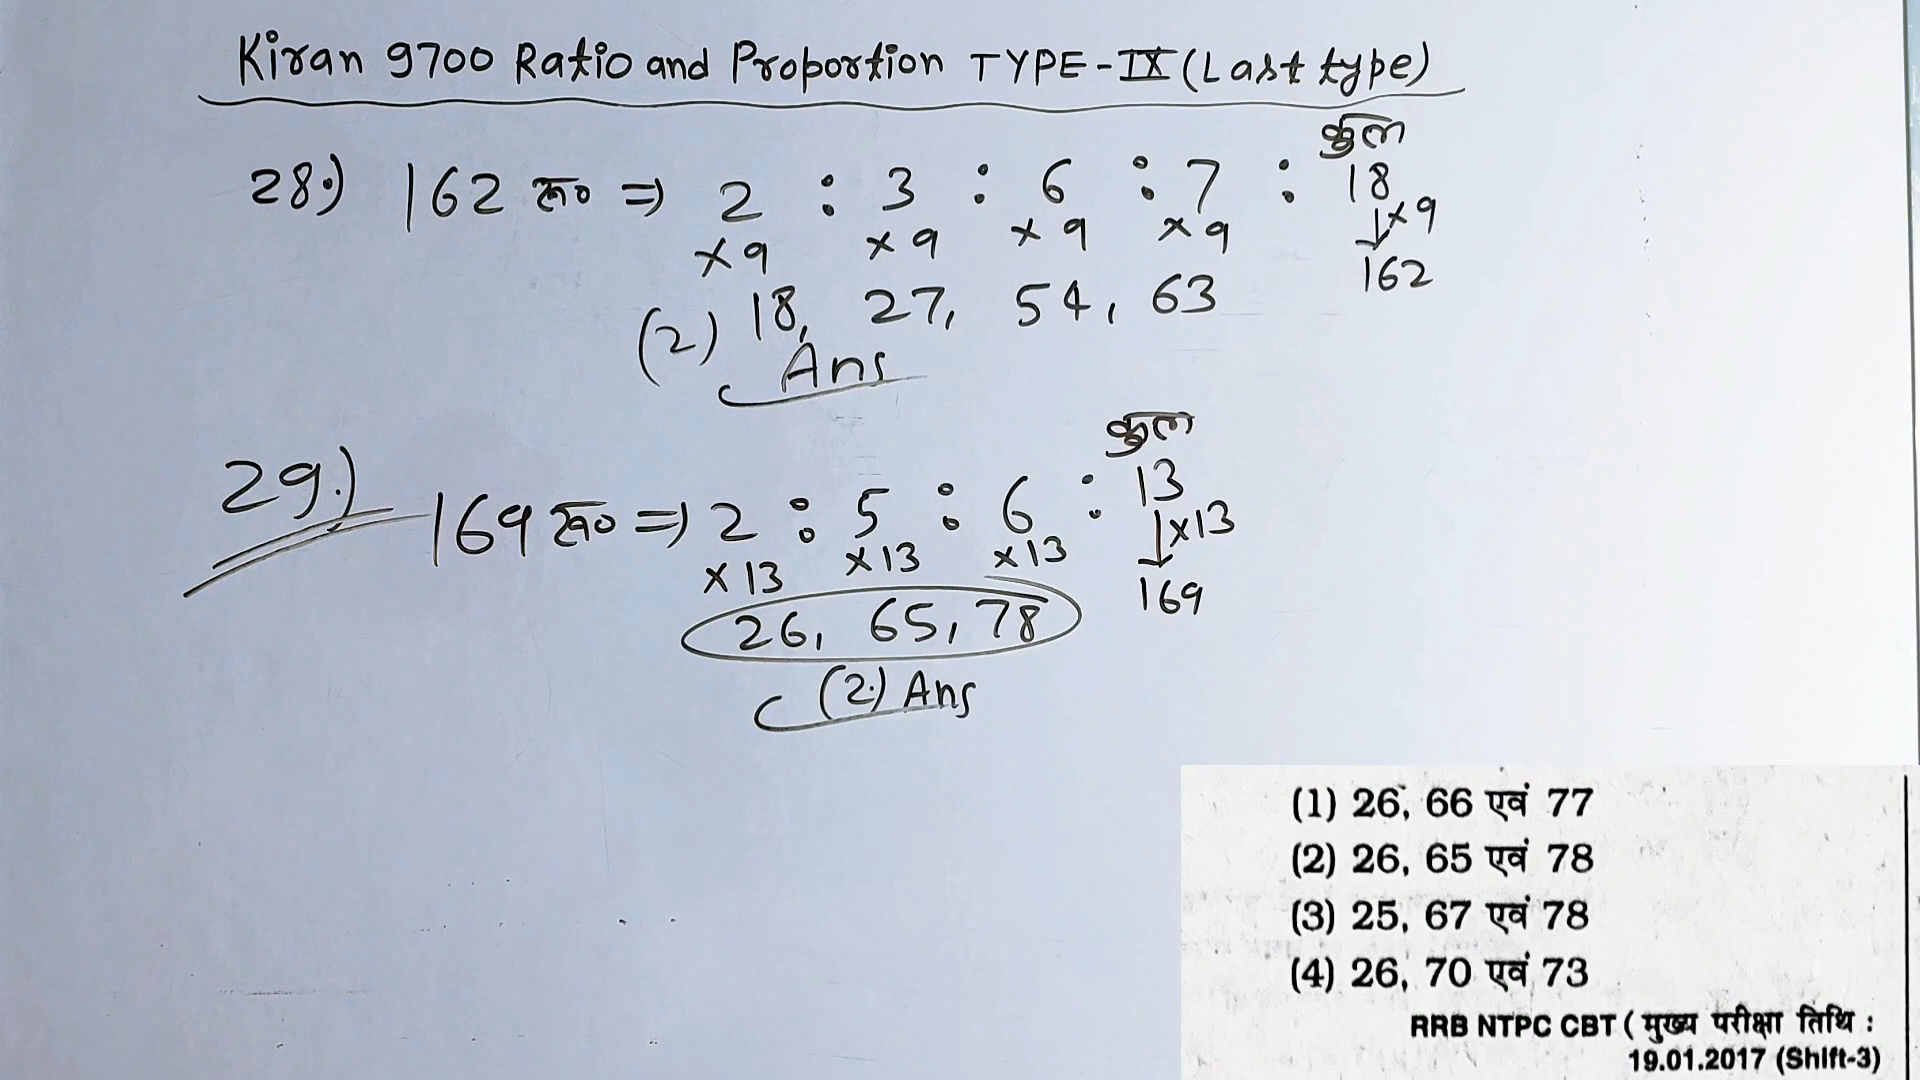 Kiran 9700 Ratio and Proportion TYPE-IX (Last type)
कुल
28.) 162 रू० => 2 : 3 : 6 : 7 : 18
×9 ×9 ×9 ×9 ↓×9
(2) 18, 27, 54, 63 162
Ans
कुल
29.) 169 रू० => 2 : 5 : 6 : 13
×13 ×13 ×13 ↓×13
26, 65, 78 169
(2.) Ans
(1) 26, 66 एवं 77
(2) 26, 65 एवं 78
(3) 25, 67 एवं 78
(4) 26, 70 एवं 73
RRB NTPC CBT ( मुख्य परीक्षा तिथि :
19.01.2017 (Shift-3)